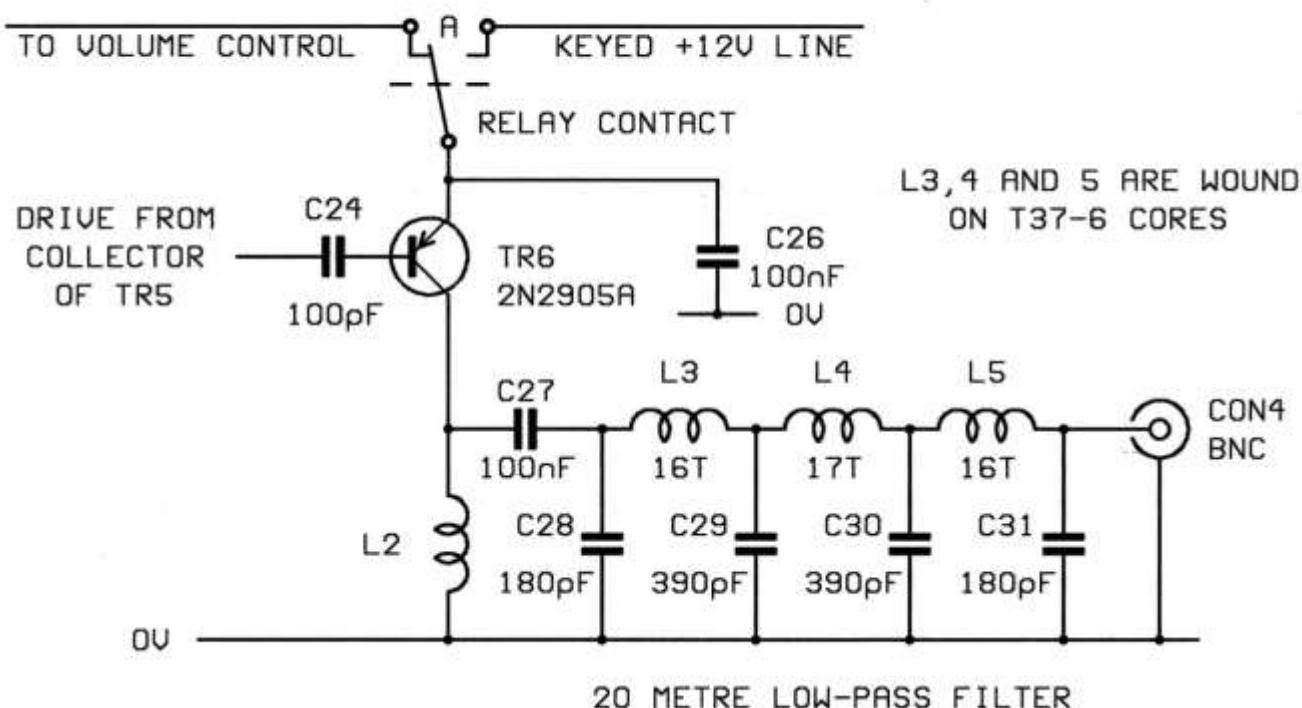 A
TO VOLUME CONTROL
KEYED +12V LINE
RELAY CONTACT
L3,4 AND 5 ARE WOUND
ON T37-6 CORES
DRIVE FROM
COLLECTOR
OF TR5
C24
100pF
TR6
2N2905A
C26
100nF
0V
C27
100nF
L3
16T
L4
17T
L5
16T
CON4
BNC
L2
C28
180pF
C29
390pF
C30
390pF
C31
180pF
0V
20 METRE LOW-PASS FILTER